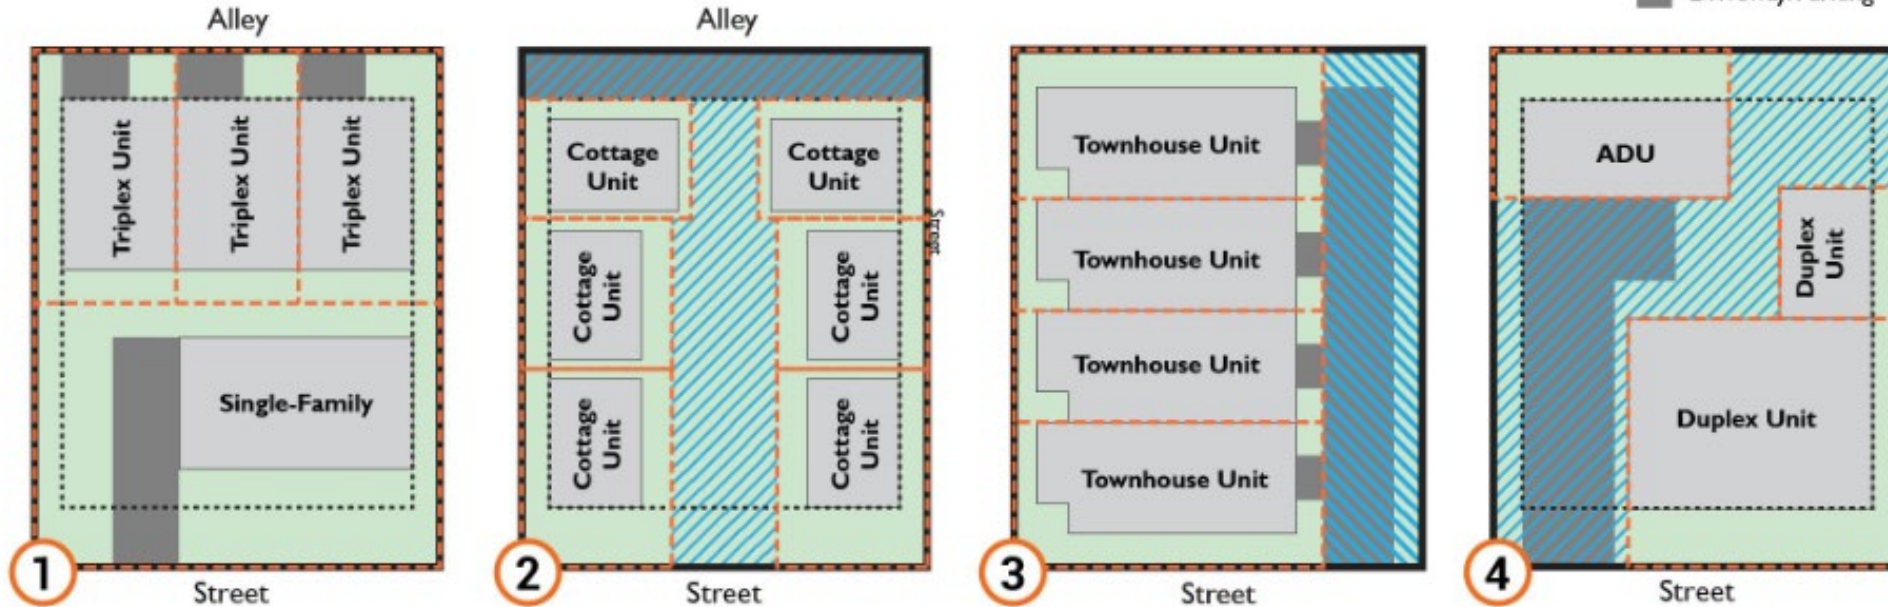 Alley
Triplex Unit
Triplex Unit
Triplex Unit
Single-Family
1
Street
Alley
Cottage
Unit
Cottage
Unit
Cottage
Unit
Cottage
Unit
Cottage
Unit
Cottage
Unit
Street
2
Street
Townhouse Unit
Townhouse Unit
Townhouse Unit
Townhouse Unit
3
Street
ADU
Duplex
Unit
Duplex Unit
4
Street